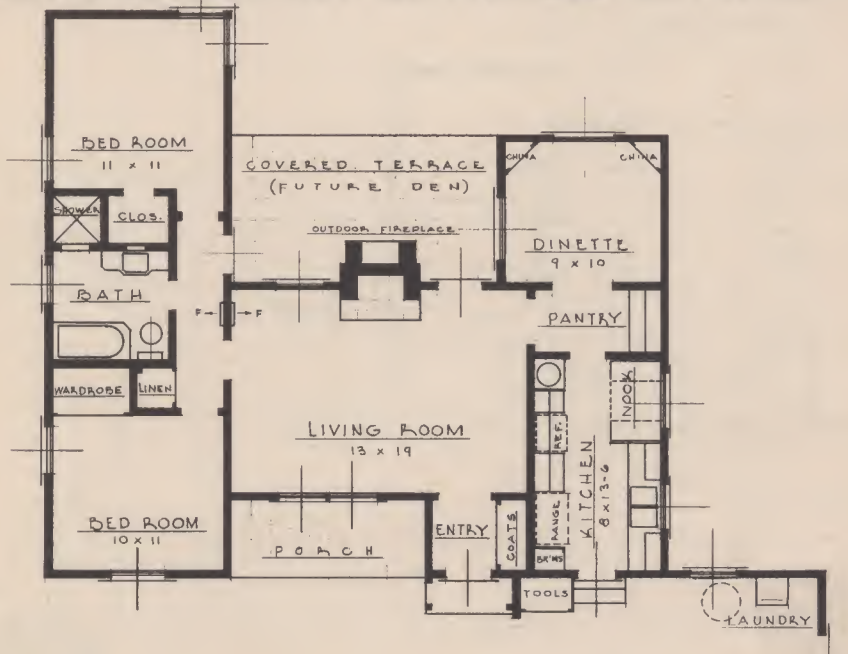 BED ROOM
11 x 11
COVERED TERRACE
(FUTURE DEN)
OUTDOOR FIREPLACE
CHINA
CHINA
DINETTE
9 x 10
SHOWER
CLOS.
BATH
F
F
PANTRY
WARDROBE
LINEN
LIVING ROOM
13 x 19
REF.
NOOK
KITCHEN
8 x 13-6
RANGE
BR'MS
BED ROOM
10 x 11
PORCH
ENTRY
COATS
TOOLS
LAUNDRY